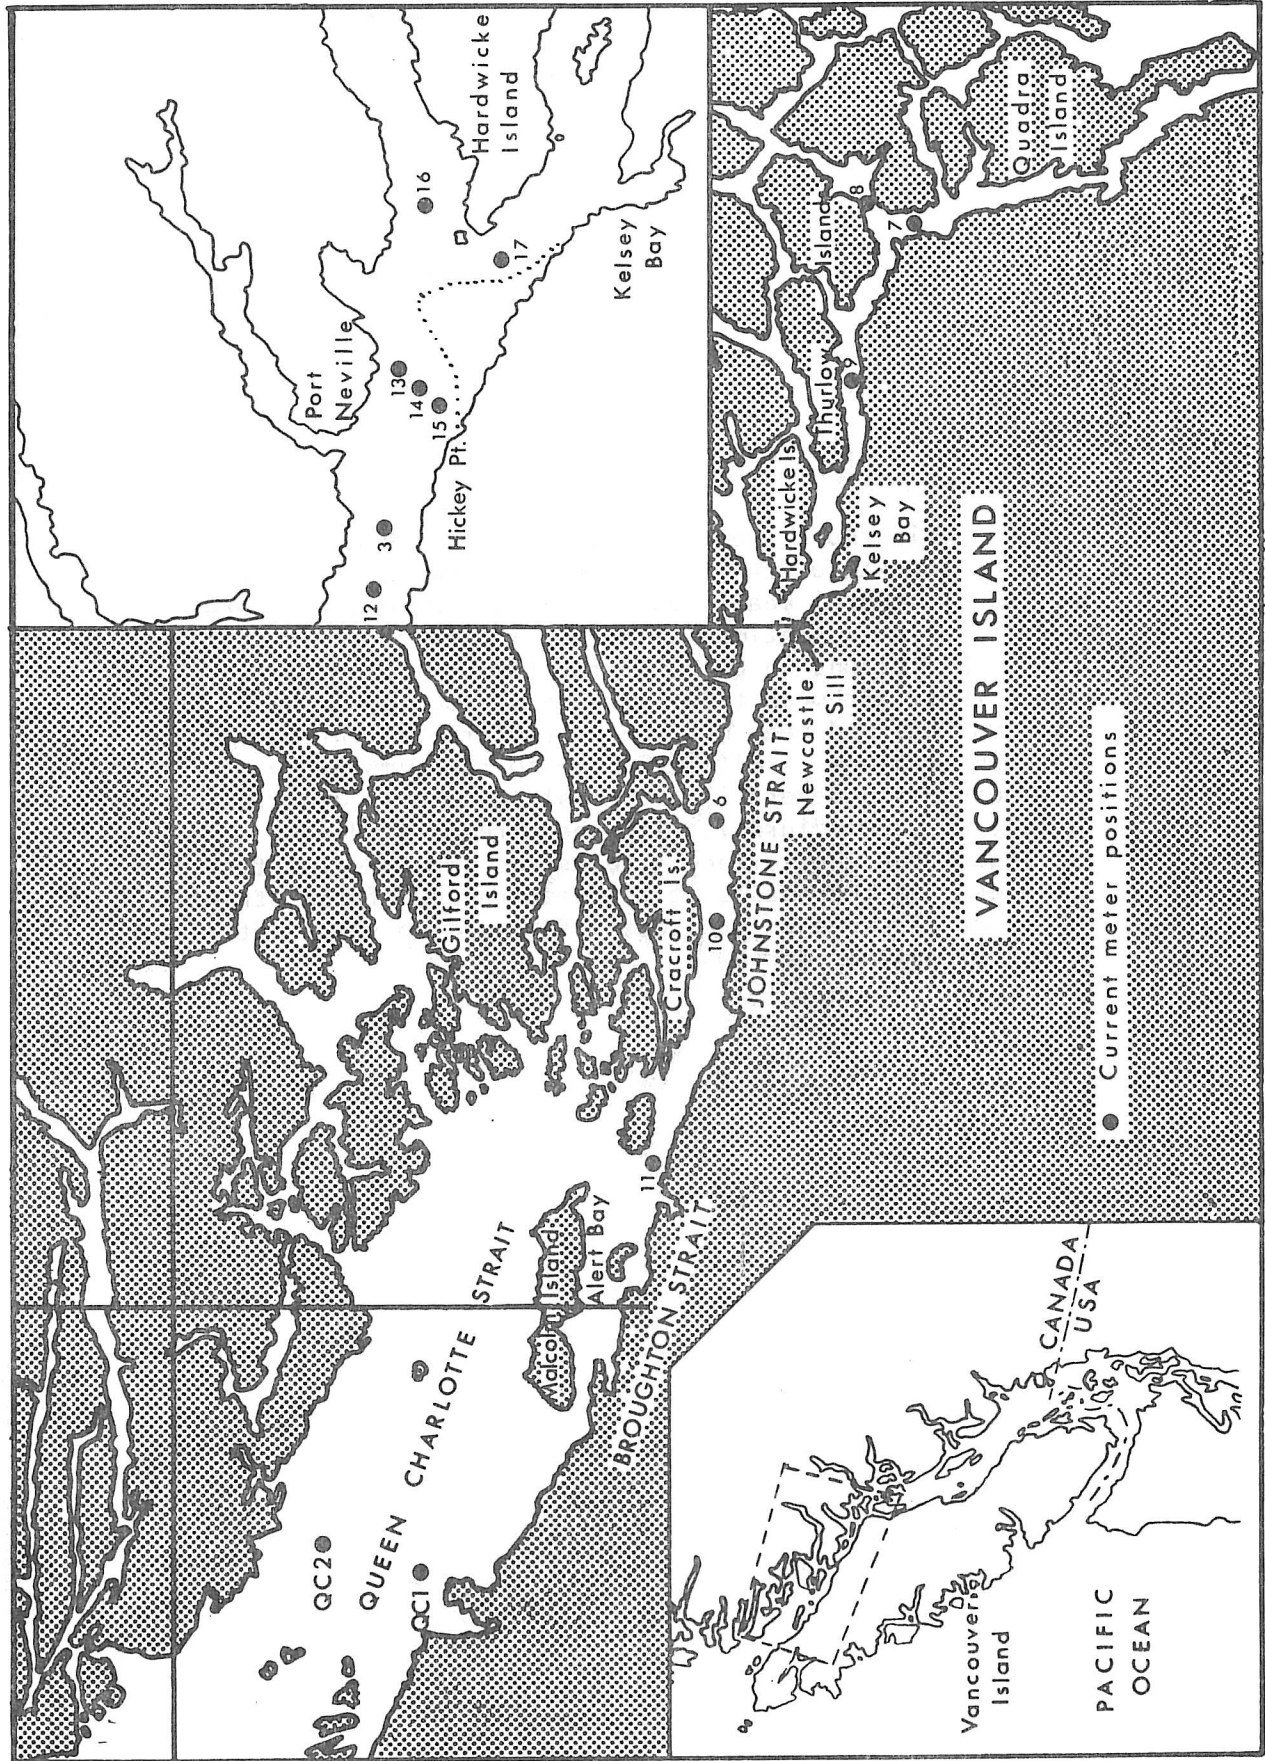 Hardwicke
Island
16
17
Kelsey
Bay
Port
Neville
13
14
15
Hickey Pt.
3
12
Quadra
Island
8
7
Thurlow Island
9
Hardwicke Is.
Kelsey
Bay
Newcastle
Sill
VANCOUVER ISLAND
Gilford
Island
Cracroft Is.
6
10
JOHNSTONE STRAIT
Current meter positions
11
Malcolm Island
Alert Bay
BROUGHTON STRAIT
QUEEN CHARLOTTE STRAIT
QC2
QC1
CANADA
USA
Vancouver
Island
PACIFIC
OCEAN